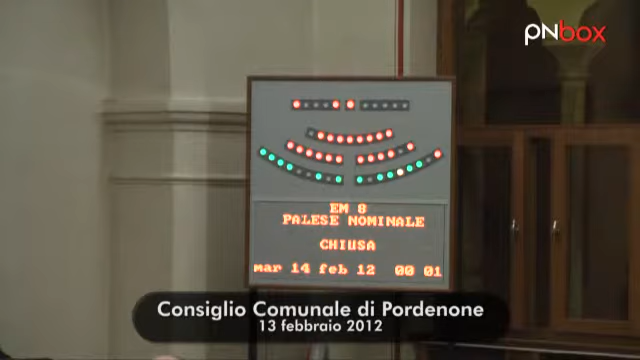 pnbox
EM 8
PALESE NOMINALE
CHIUSA
mar 14 feb 12 00 01
Consiglio Comunale di Pordenone
13 febbraio 2012